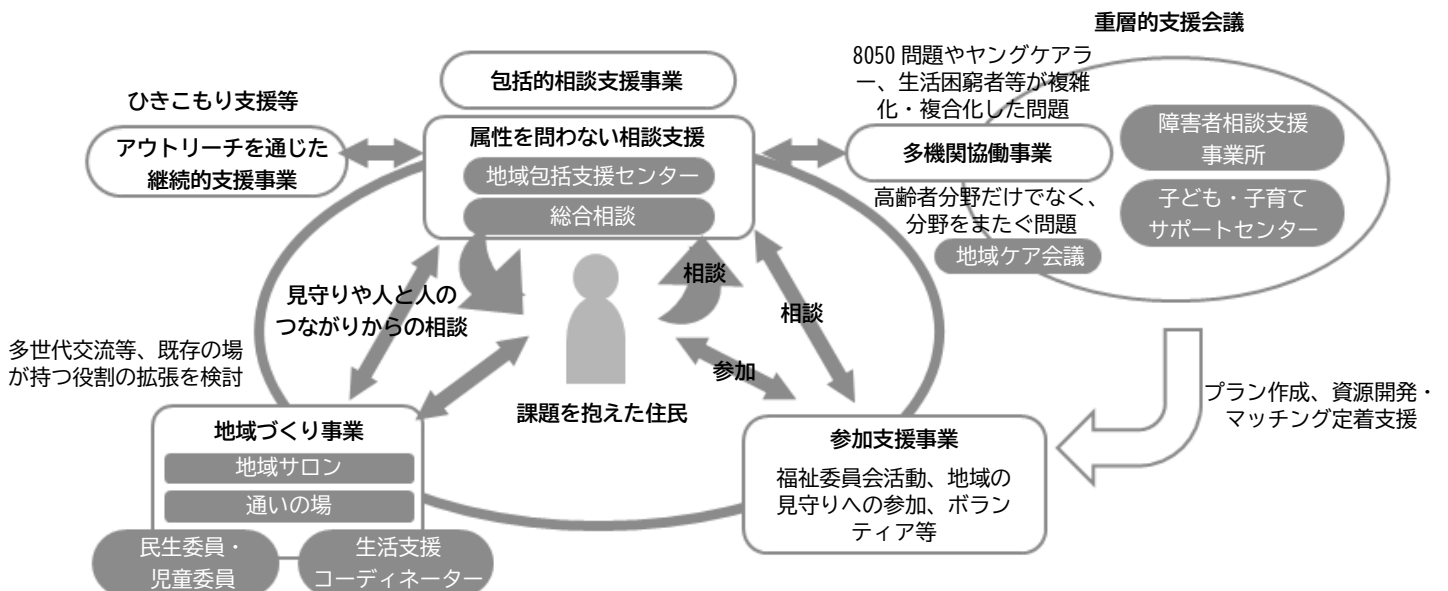 重層的支援会議
8050 問題やヤングケアラ
ー、生活困窮者等が複雑
化・複合化した問題
包括的相談支援事業
ひきこもり支援等
アウトリーチを通じた
継続的支援事業
属性を問わない相談支援
地域包括支援センター
総合相談
多機関協働事業
障害者相談支援
事業所
高齢者分野だけでなく、
分野をまたぐ問題
地域ケア会議
子ども・子育て
サポートセンター
見守りや人と人の
つながりからの相談
相談
相談
参加
多世代交流等、既存の場
が持つ役割の拡張を検討
課題を抱えた住民
プラン作成、資源開発・
マッチング定着支援
地域づくり事業
地域サロン
通いの場
民生委員・
児童委員
生活支援
コーディネーター
参加支援事業
福祉委員会活動、地域の
見守りへの参加、ボラン
ティア等